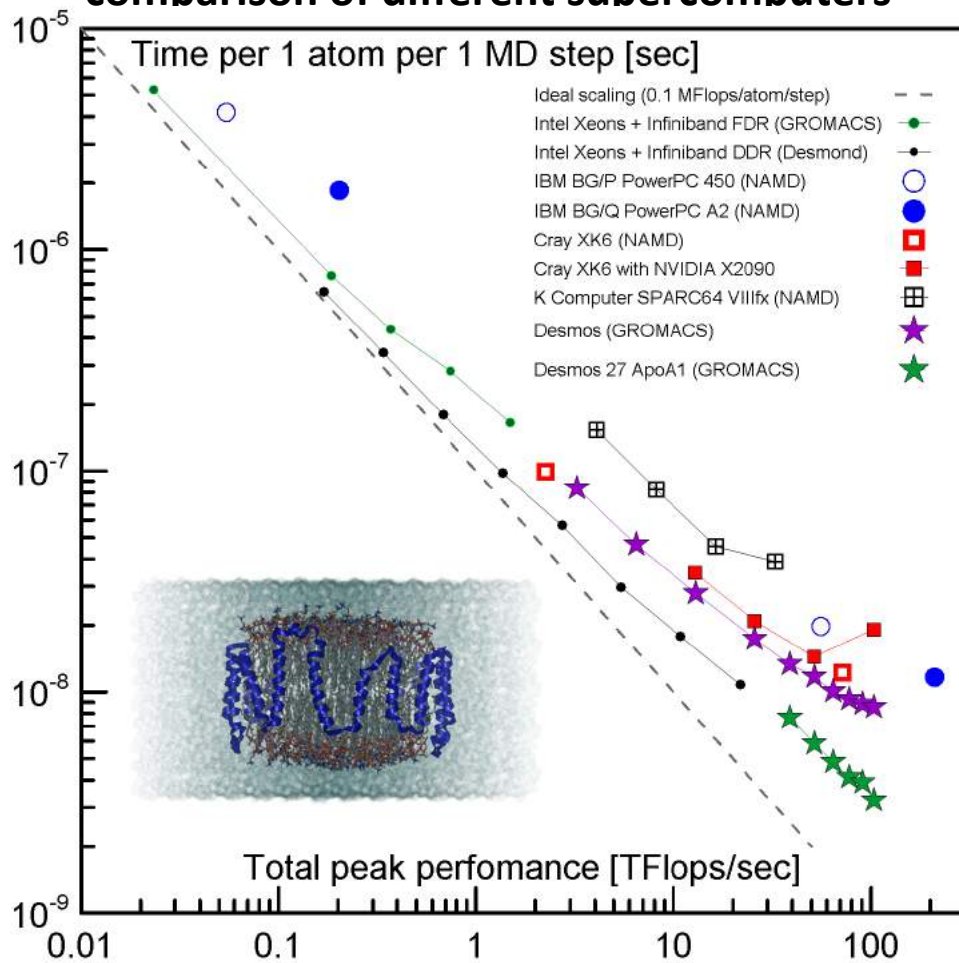 comparison of different supercomputers
Time per 1 atom per 1 MD step [sec]
Ideal scaling (0.1 MFlops/atom/step)
Intel Xeons + Infiniband FDR (GROMACS)
Intel Xeons + Infiniband DDR (Desmond)
IBM BG/P PowerPC 450 (NAMD)
IBM BG/Q PowerPC A2 (NAMD)
Cray XK6 (NAMD)
Cray XK6 with NVIDIA X2090
K Computer SPARC64 VIIIfx (NAMD)
Desmos (GROMACS)
Desmos 27 ApoA1 (GROMACS)
10⁻⁵
10⁻⁶
10⁻⁷
10⁻⁸
10⁻⁹
Total peak perfomance [TFlops/sec]
0.01 0.1 1 10 100